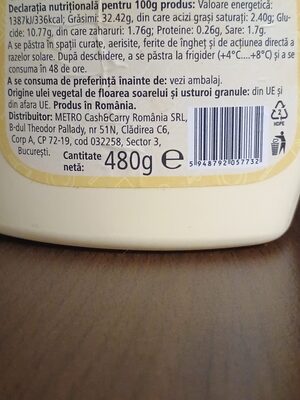 Declarația nutrițională pentru 100g produs: Valoare energetică:
1387kJ/336kcal; Grăsimi: 32.42g, din care acizi grași saturați: 2.40g; Glu-
cide: 10.77g, din care zaharuri: 1.76g; Proteine: 0.26g, Sare: 1.7g.
A se păstra în spații curate, aerisite, ferite de îngheț și de acțiunea directă a
razelor solare. După deschidere, a se păstra la frigider (+4°C....+8°C) și a se
consuma în 48 de ore.
A se consuma de preferință înainte de: vezi ambalaj.
Origine ulei vegetal de floarea soarelui și usturoi granule: din UE și
din afara UE. Produs în România.
Distribuitor: METRO Cash&Carry România SRL,
B-dul Theodor Pallady, nr 51N, Clădirea C6,
Corp A, CP 72-19, cod 032258, Sector 3,
București.
Cantitate
netă: 480g e
5 948792 057732
2
HDPE